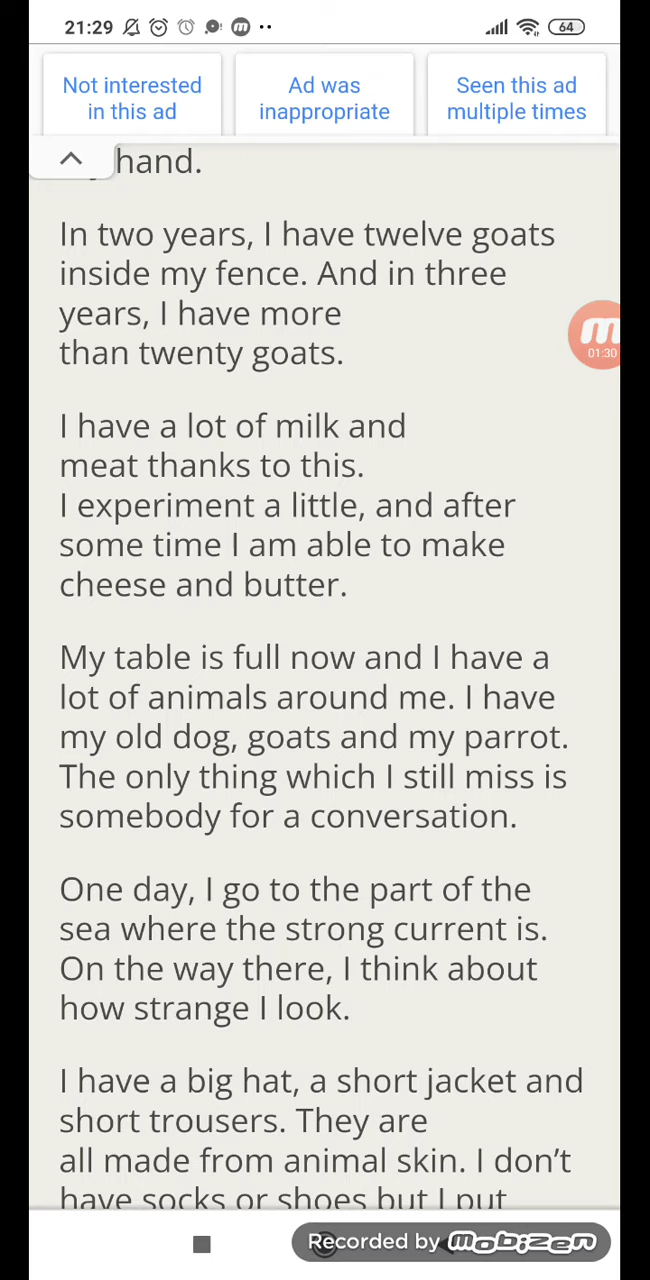 21:29
64
Not interested
in this ad
Ad was
inappropriate
Seen this ad
multiple times
hand.
In two years, I have twelve goats
inside my fence. And in three
years, I have more
than twenty goats.
m
01:30
I have a lot of milk and
meat thanks to this.
I experiment a little, and after
some time I am able to make
cheese and butter.
My table is full now and I have a
lot of animals around me. I have
my old dog, goats and my parrot.
The only thing which I still miss is
somebody for a conversation.
One day, I go to the part of the
sea where the strong current is.
On the way there, I think about
how strange I look.
I have a big hat, a short jacket and
short trousers. They are
all made from animal skin. I don’t
have socks or shoes but I put
Recorded by Mobizen